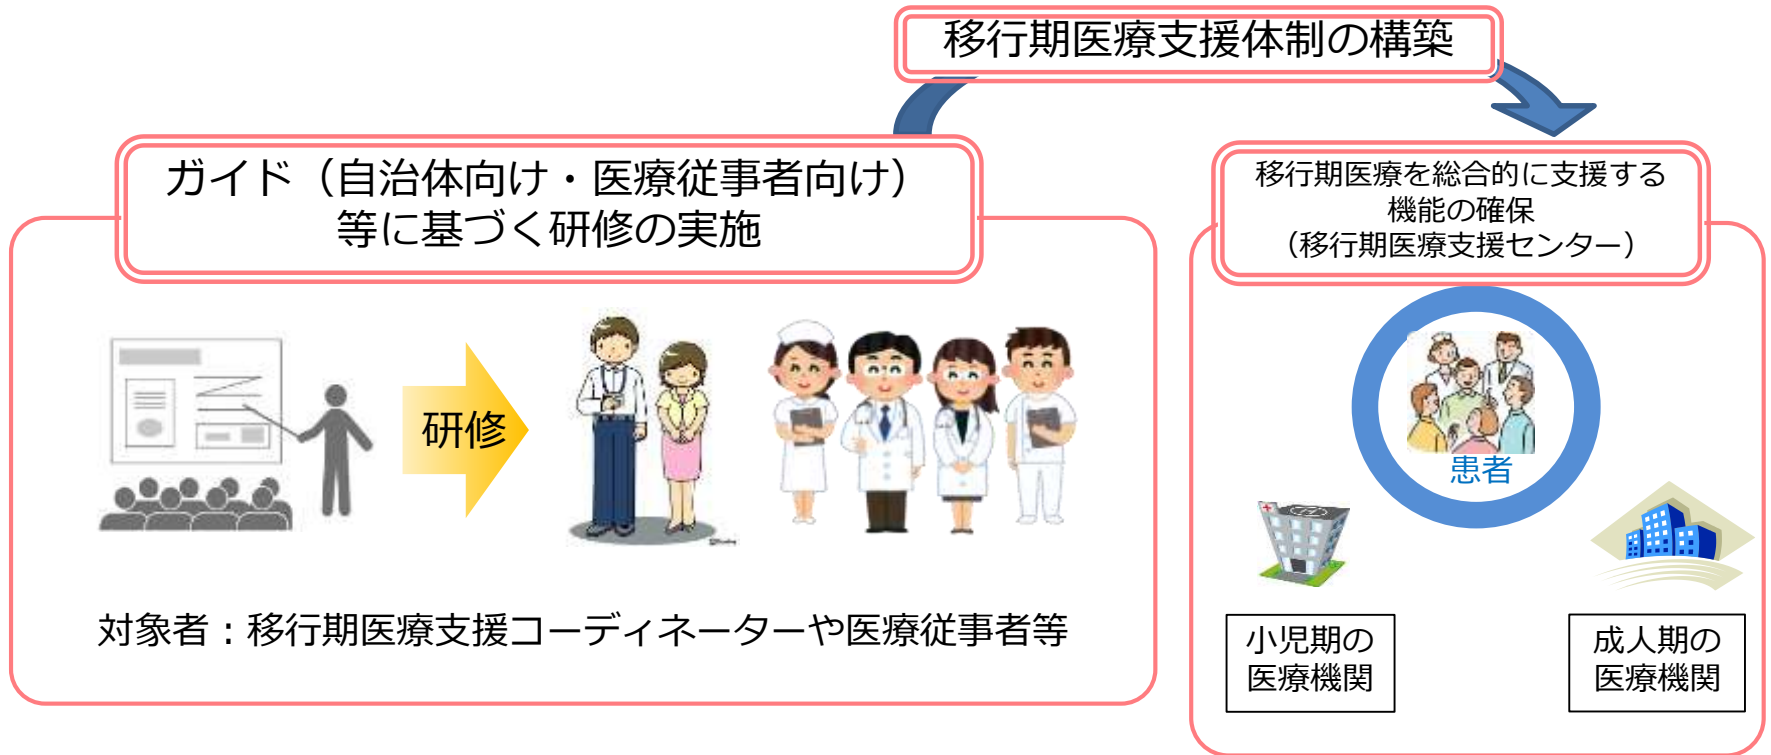 移行期医療支援体制の構築
ガイド（自治体向け・医療従事者向け）
等に基づく研修の実施
研修
対象者：移行期医療支援コーディネーターや医療従事者等
移行期医療を総合的に支援する
機能の確保
（移行期医療支援センター）
患者
小児期の
医療機関
成人期の
医療機関